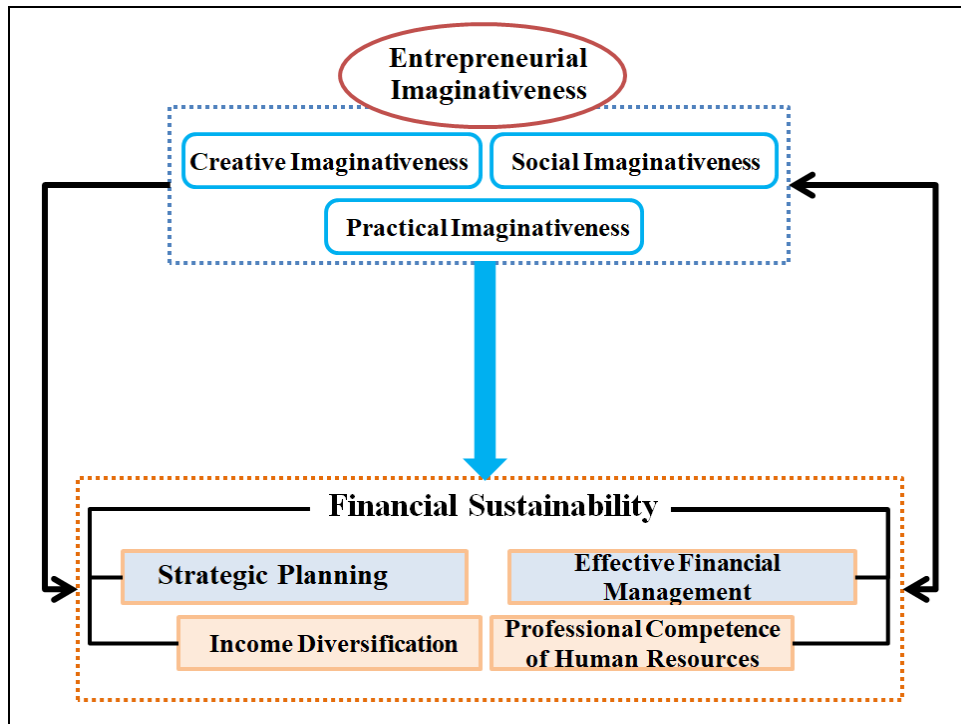 Entrepreneurial
Imaginativeness
Creative Imaginativeness
Social Imaginativeness
Practical Imaginativeness
Financial Sustainability
Strategic Planning
Effective Financial
Management
Income Diversification
Professional Competence
of Human Resources